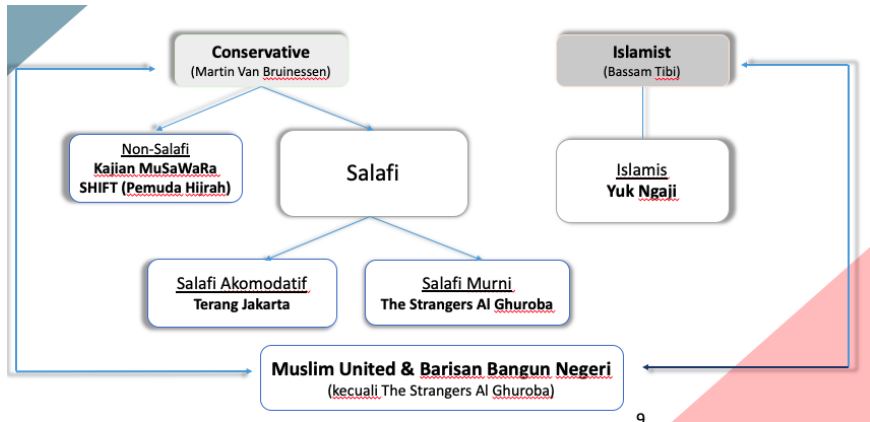 Conservative
(Martin Van Bruinessen)
Islamist
(Bassam Tibi)
Non-Salafi
Kajian MuSaWaRa
SHIFT (Pemuda Hijrah)
Salafi
Islamis
Yuk Ngaji
Salafi Akomodatif
Terang Jakarta
Salafi Murni
The Strangers Al Ghuroba
Muslim United & Barisan Bangun Negeri
(kecuali The Strangers Al Ghuroba)
9